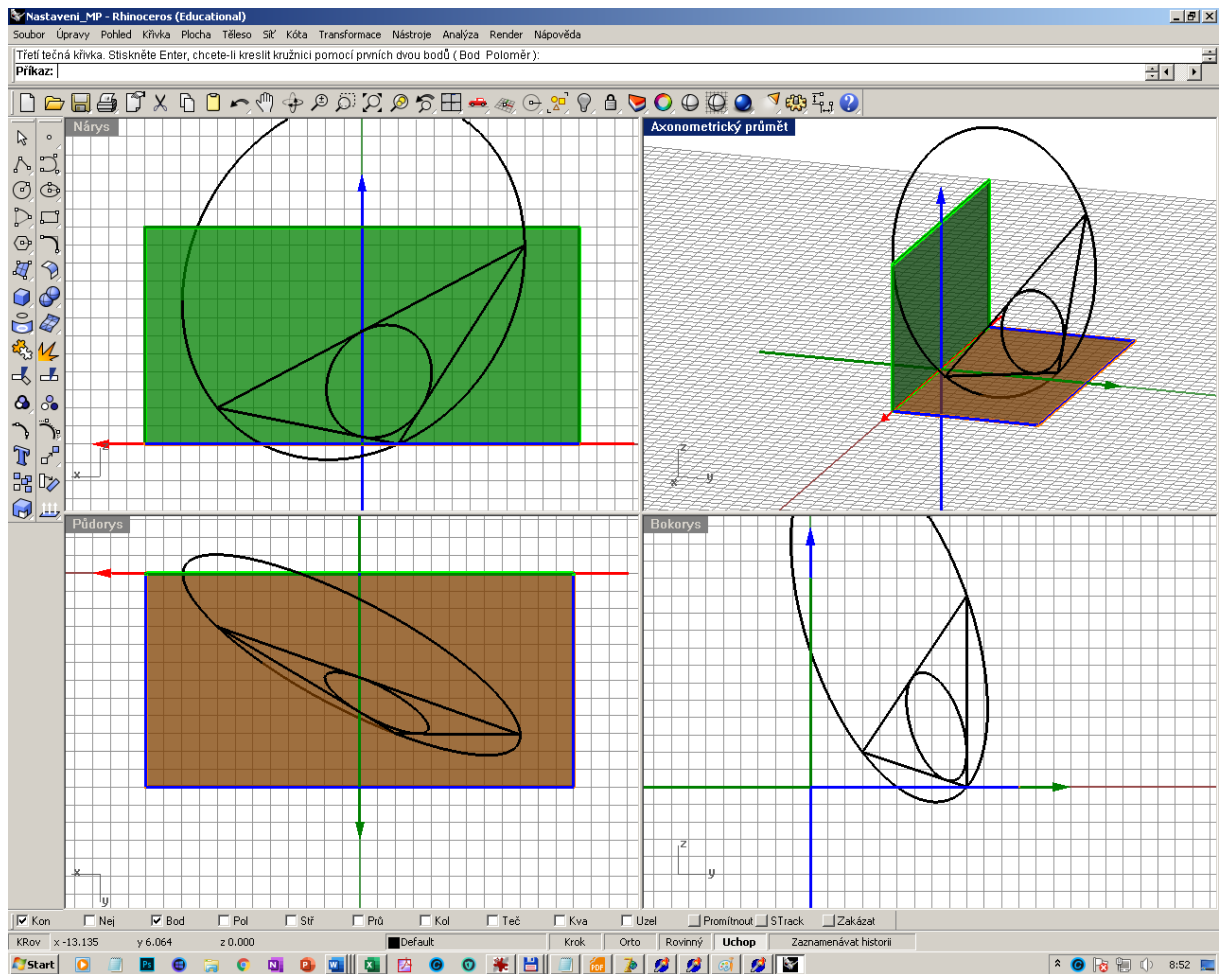 Nastaveni_MP - Rhinoceros (Educational)
Soubor Úpravy Pohled Křivka Plocha Těleso Síť Kóta Transformace Nástroje Analýza Render Nápověda
Třetí tečná křivka. Stiskněte Enter, chcete-li kreslit kružnici pomocí prvních dvou bodů ( Bod Poloměr ):
Příkaz:
Nárys
Axonometrický průmět
x
z
x
y
Půdorys
Bokorys
x
y
z
y
Kon Nej Bod Pol Stř Prů Kol Teč Kva Uzel Promítnout STrack Zakázat
KRov x -13.135 y 6.064 z 0.000 Default Krok Orto Rovinný Uchop Zaznamenávat historii
Start 8:52